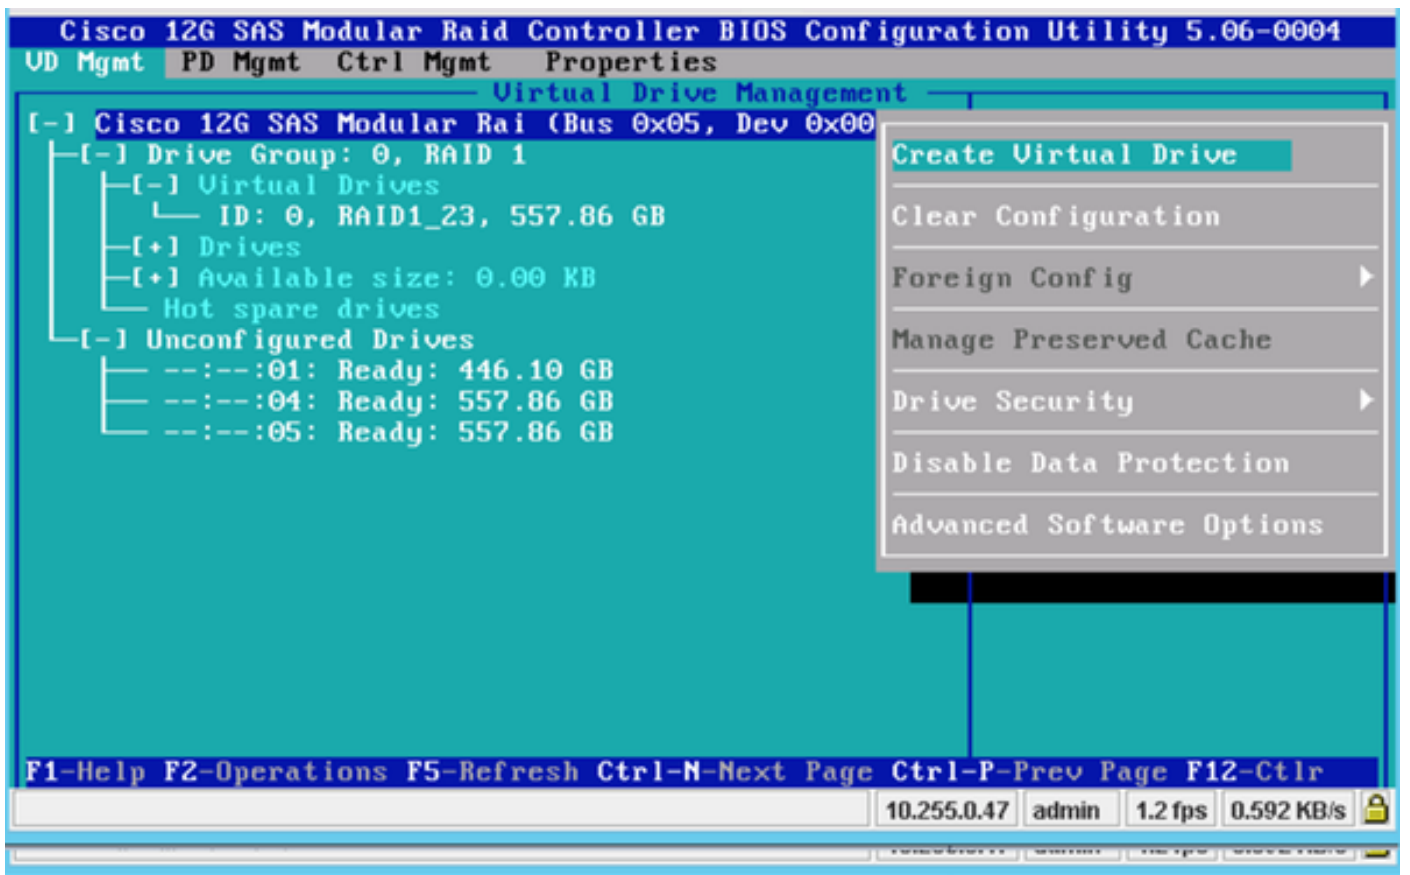 Cisco 12G SAS Modular Raid Controller BIOS Configuration Utility 5.06-0004
VD Mgmt PD Mgmt Ctrl Mgmt Properties
Virtual Drive Management
[-] Cisco 12G SAS Modular Rai (Bus 0x05, Dev 0x00
[-] Drive Group: 0, RAID 1
[-] Virtual Drives
ID: 0, RAID1_23, 557.86 GB
[+] Drives
[+] Available size: 0.00 KB
Hot spare drives
[-] Unconfigured Drives
--:--:01: Ready: 446.10 GB
--:--:04: Ready: 557.86 GB
--:--:05: Ready: 557.86 GB
Create Virtual Drive
Clear Configuration
Foreign Config
Manage Preserved Cache
Drive Security
Disable Data Protection
Advanced Software Options
F1-Help F2-Operations F5-Refresh Ctrl-N-Next Page Ctrl-P-Prev Page F12-Ctlr
10.255.0.47 admin 1.2 fps 0.592 KB/s